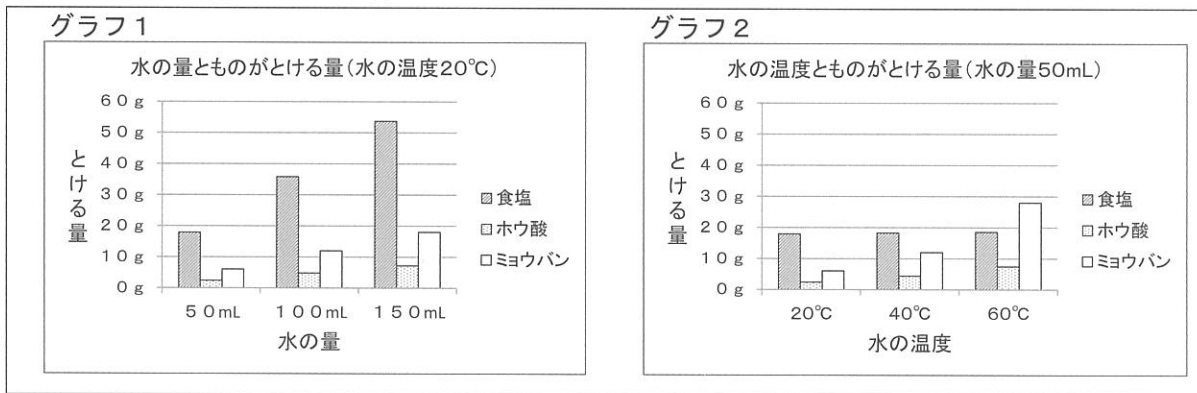 グラフ1
水の量とものがとける量(水の温度20℃)
60g
50g
40g
30g
20g
10g
0g
とける量
50mL 100mL 150mL
水の量
食塩
ホウ酸
ミョウバン
グラフ2
水の温度とものがとける量(水の量50mL)
60g
50g
40g
30g
20g
10g
0g
とける量
20℃ 40℃ 60℃
水の温度
食塩
ホウ酸
ミョウバン